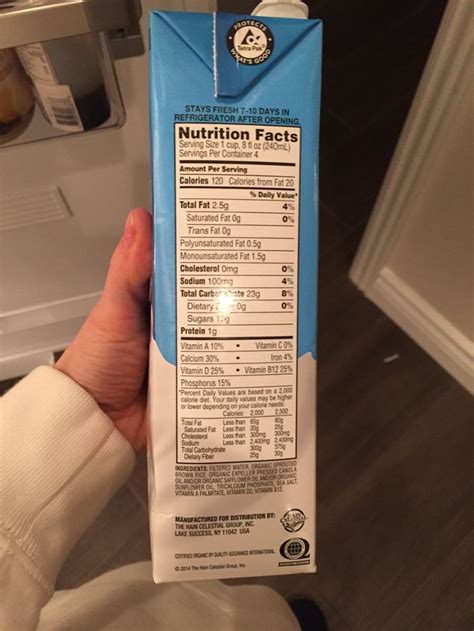 PROTECTS
Tetra Pak
WHAT'S GOOD
STAYS FRESH 7-10 DAYS IN
REFRIGERATOR AFTER OPENING.
Nutrition Facts
Serving Size 1 cup, 8 fl oz (240mL)
Servings Per Container 4
Amount Per Serving
Calories 120 Calories from Fat 20
% Daily Value*
Total Fat 2.5g 4%
Saturated Fat 0g 0%
Trans Fat 0g
Polyunsaturated Fat 0.5g
Monounsaturated Fat 1.5g
Cholesterol 0mg 0%
Sodium 100mg 4%
Total Carbohydrate 23g 8%
Dietary Fiber 0g 0%
Sugars 10g
Protein 1g
Vitamin A 10% • Vitamin C 0%
Calcium 30% • Iron 4%
Vitamin D 25% • Vitamin B12 25%
Phosphorus 15%
*Percent Daily Values are based on a 2,000
calorie diet. Your daily values may be higher
or lower depending on your calorie needs:
Calories: 2,000 2,500
Total Fat Less than 65g 80g
Saturated Fat Less than 20g 25g
Cholesterol Less than 300mg 300mg
Sodium Less than 2,400mg 2,400mg
Total Carbohydrate 300g 375g
Dietary Fiber 25g 30g
INGREDIENTS: FILTERED WATER, ORGANIC SPROUTED
BROWN RICE, ORGANIC EXPELLER PRESSED CANOLA
OIL AND/OR ORGANIC SAFFLOWER OIL AND/OR ORGANIC
SUNFLOWER OIL, TRICALCIUM PHOSPHATE, SEA SALT,
VITAMIN A PALMITATE, VITAMIN D2, VITAMIN B12.
MANUFACTURED FOR DISTRIBUTION BY:
THE HAIN CELESTIAL GROUP, INC.
LAKE SUCCESS, NY 11042 USA
HAIN
CELESTIAL
CERTIFIED ORGANIC BY QUALITY ASSURANCE INTERNATIONAL
© 2014 The Hain Celestial Group, Inc.